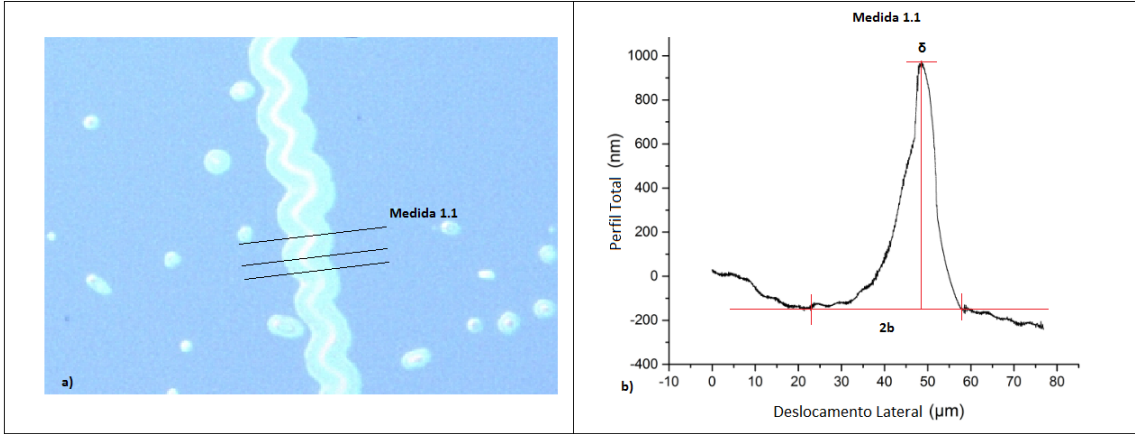 Medida 1.1
a)
Medida 1.1
δ
1000
800
600
400
200
0
-200
-400
Perfil Total (nm)
2b
b)
-10 0 10 20 30 40 50 60 70 80
Deslocamento Lateral (μm)